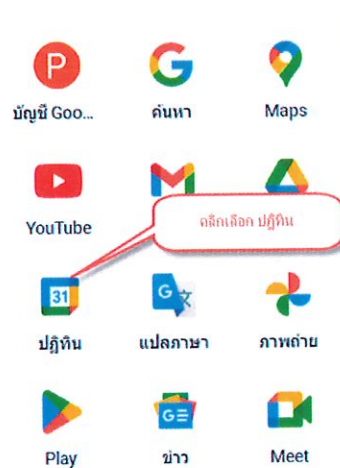 P
G
บัญชี Goo...
ค้นหา
Maps
YouTube
คลิกเลือก ปฏิทิน
31
G 文
ปฏิทิน
แปลภาษา
ภาพถ่าย
G
Play
ข่าว
Meet